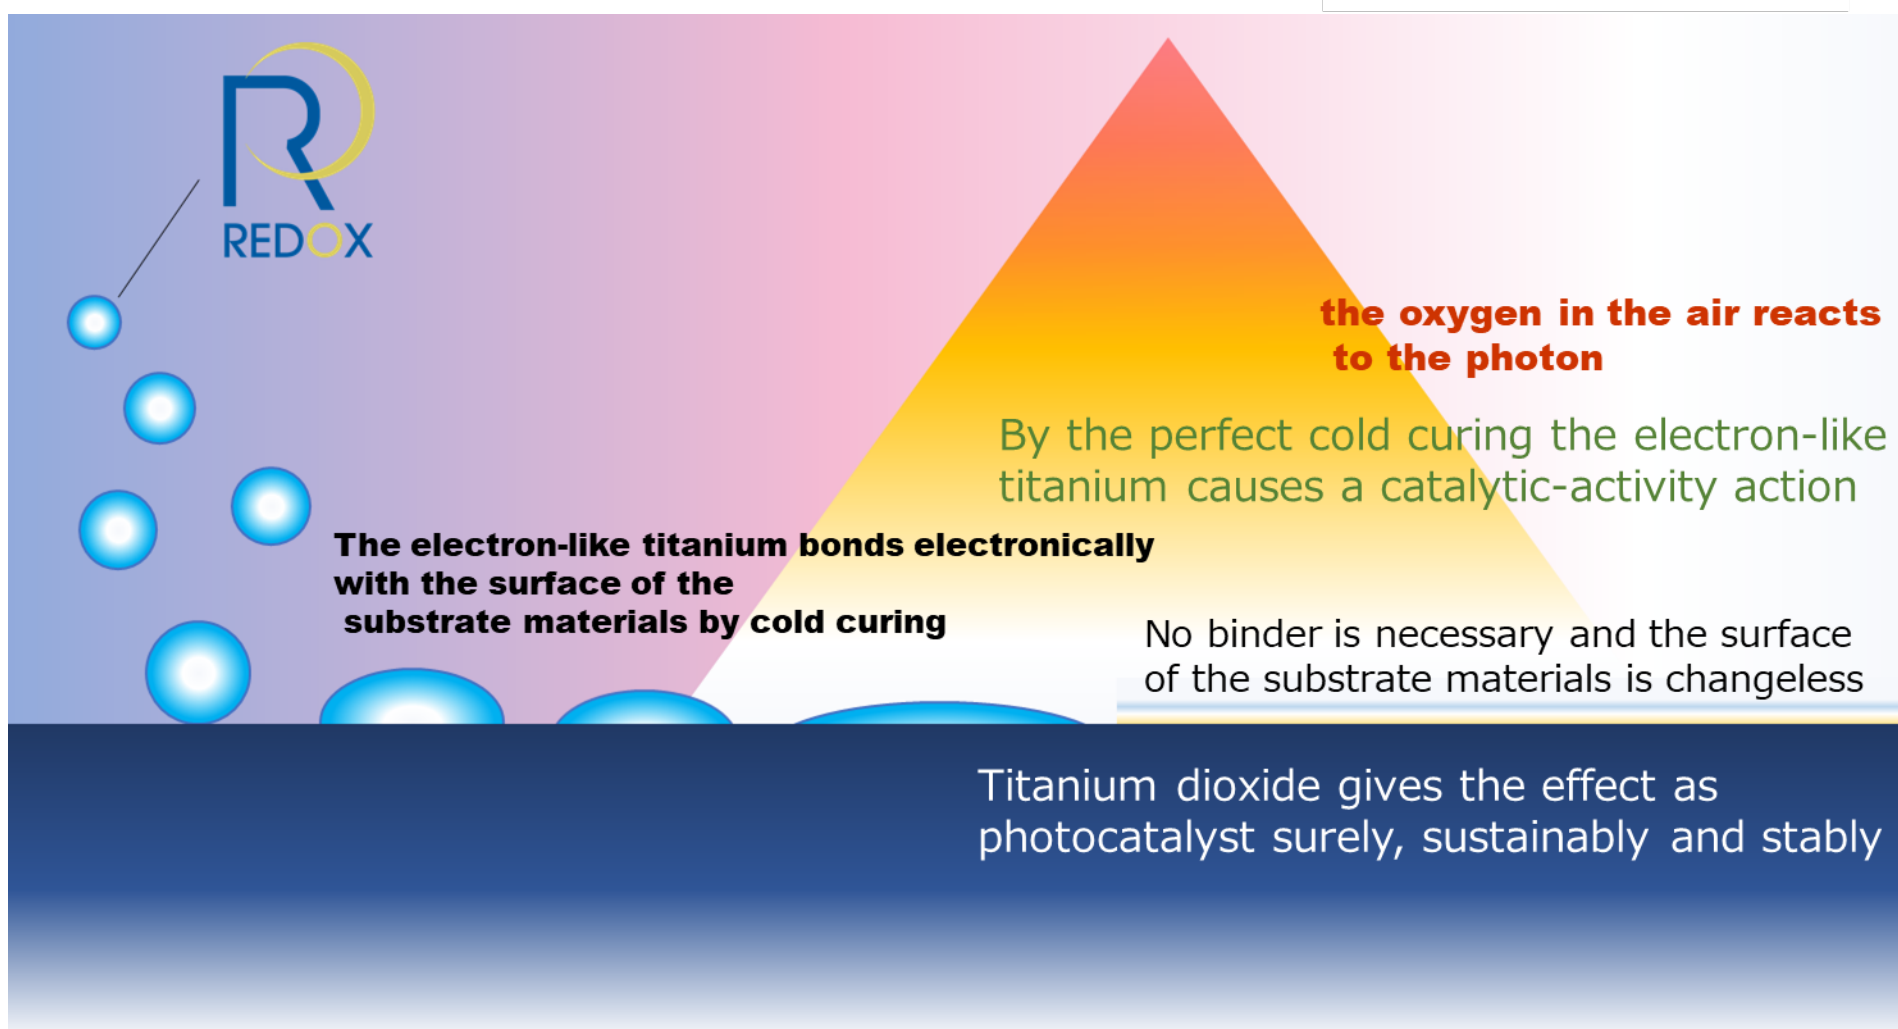 R
REDOX
the oxygen in the air reacts
to the photon
By the perfect cold curing the electron-like
titanium causes a catalytic-activity action
The electron-like titanium bonds electronically
with the surface of the
substrate materials by cold curing
No binder is necessary and the surface
of the substrate materials is changeless
Titanium dioxide gives the effect as
photocatalyst surely, sustainably and stably